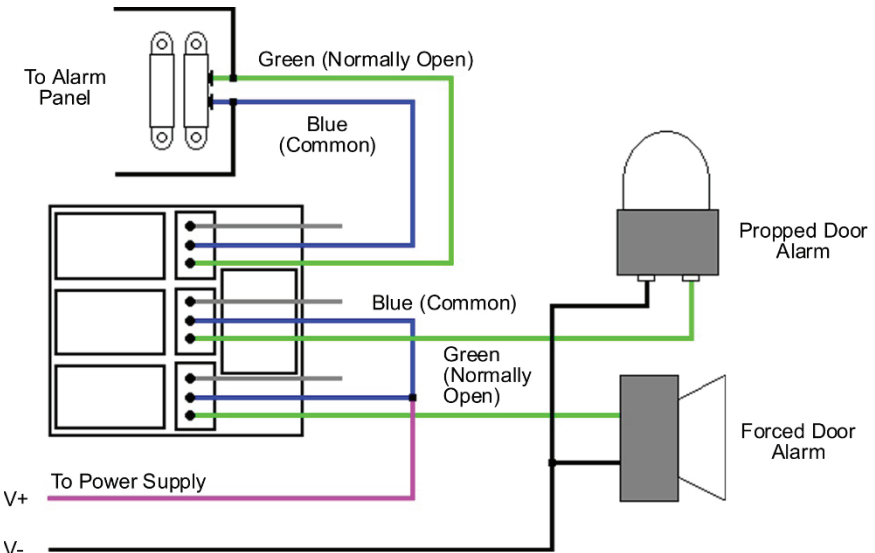 Green (Normally Open)
To Alarm
Panel
Blue
(Common)
Propped Door
Alarm
Blue (Common)
Green
(Normally
Open)
Forced Door
Alarm
To Power Supply
V+
V-